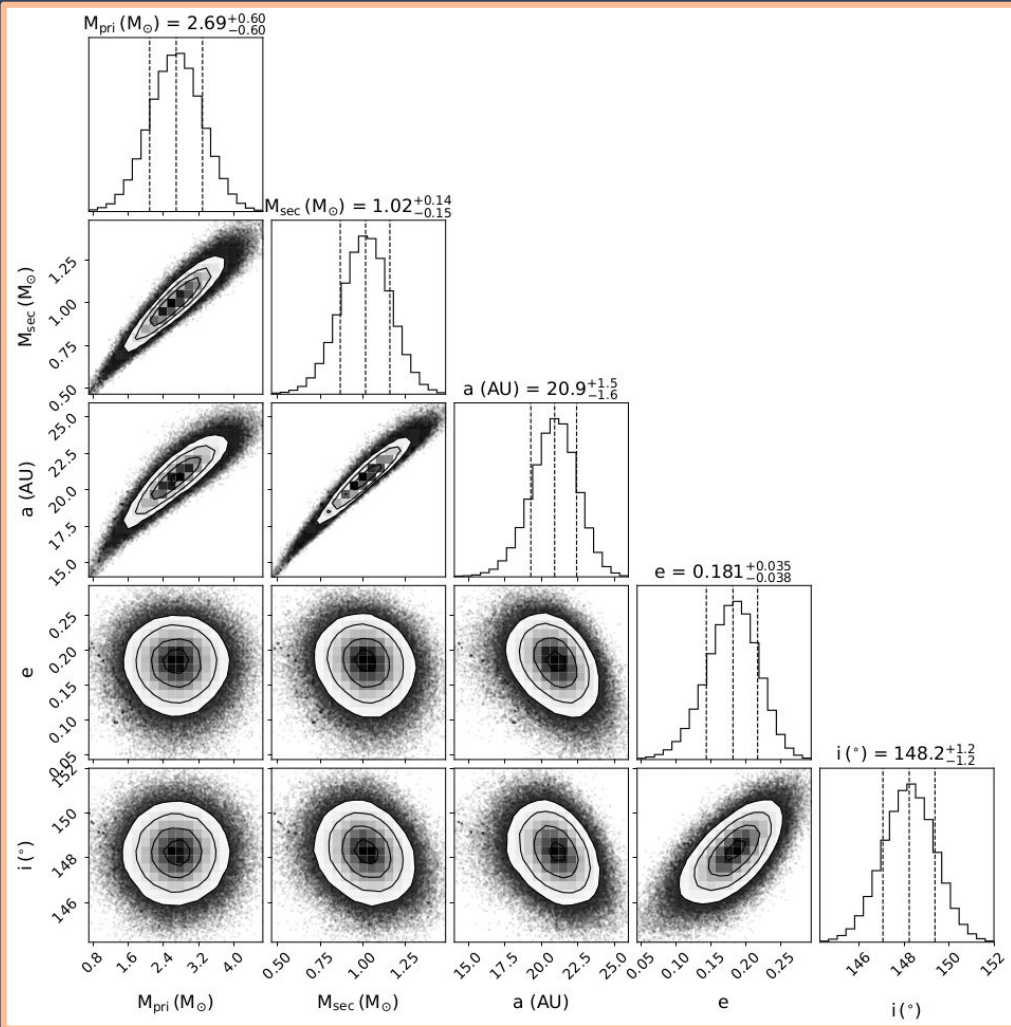 M_pri (M_⊙) = 2.69^{+0.60}_{-0.60}
M_sec (M_⊙) = 1.02^{+0.14}_{-0.15}
M_sec (M_⊙)
1.25
1.00
0.75
0.50
a (AU) = 20.9^{+1.5}_{-1.6}
a (AU)
25.0
22.5
20.0
17.5
15.0
e = 0.181^{+0.035}_{-0.038}
e
0.25
0.20
0.15
0.10
0.05
i (°) = 148.2^{+1.2}_{-1.2}
i (°)
152
150
148
146
0.8 1.6 2.4 3.2 4.0
0.50 0.75 1.00 1.25
15.0 17.5 20.0 22.5 25.0
0.05 0.10 0.15 0.20 0.25
146 148 150 152
M_pri (M_⊙) M_sec (M_⊙) a (AU) e i (°)